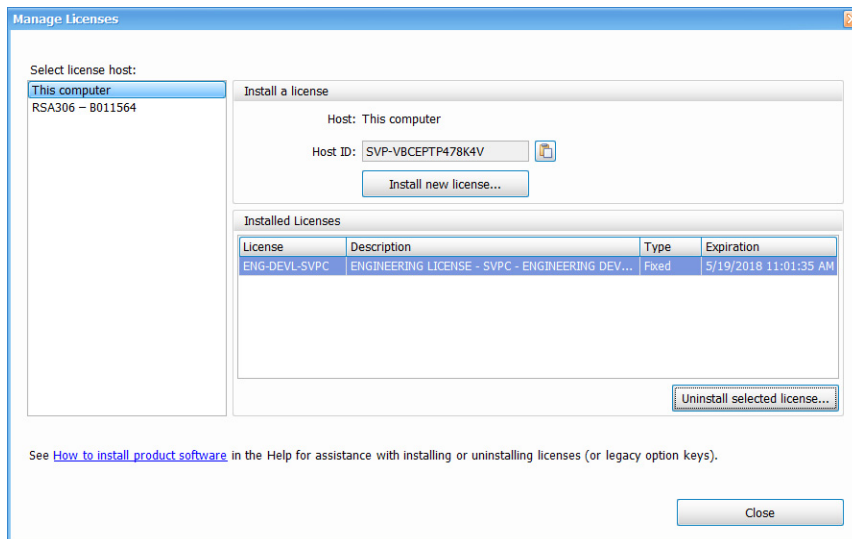 Manage Licenses
Select license host:
This computer
RSA306 – B011564
Install a license
Host: This computer
Host ID: SVP-VBCEPTP478K4V
Install new license...
Installed Licenses
License Description Type Expiration
ENG-DEVL-SVPC ENGINEERING LICENSE - SVPC - ENGINEERING DEV... Fixed 5/19/2018 11:01:35 AM
Uninstall selected license...
See How to install product software in the Help for assistance with installing or uninstalling licenses (or legacy option keys).
Close